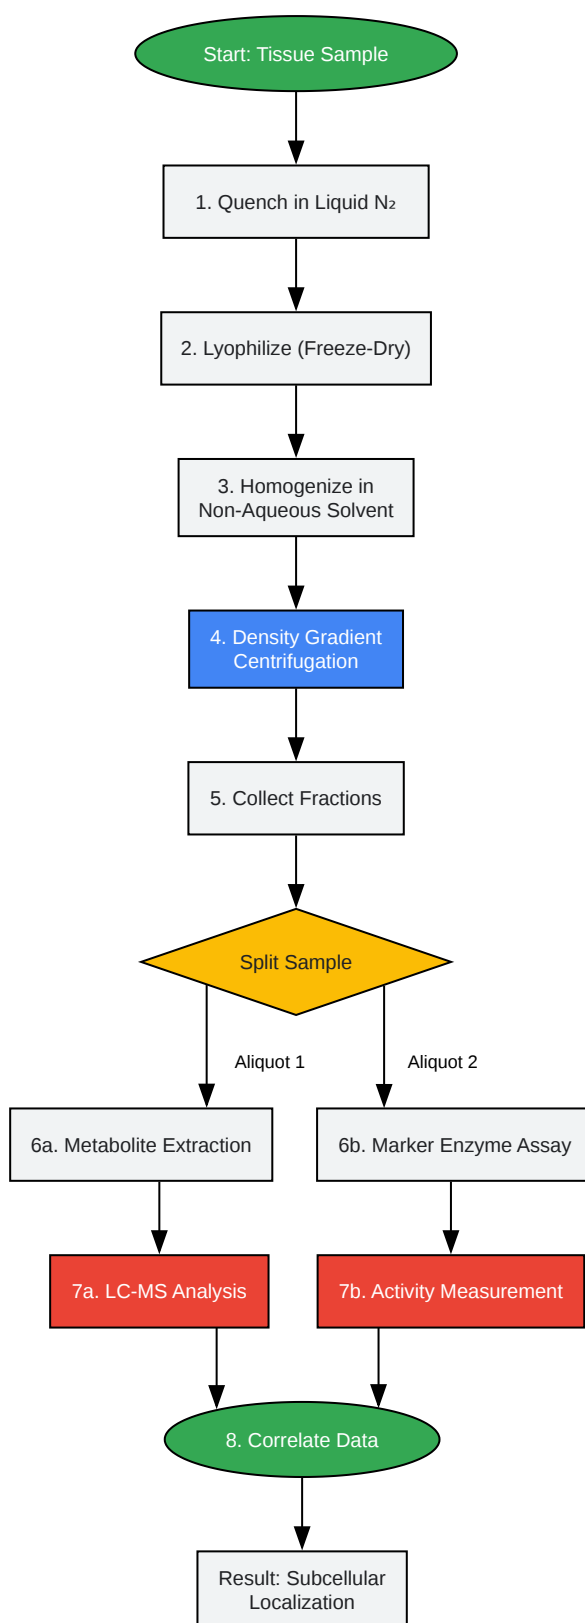 Start: Tissue Sample
1. Quench in Liquid N₂
2. Lyophilize (Freeze-Dry)
3. Homogenize in
Non-Aqueous Solvent
4. Density Gradient
Centrifugation
5. Collect Fractions
Split Sample
Aliquot 1
Aliquot 2
6a. Metabolite Extraction
6b. Marker Enzyme Assay
7a. LC-MS Analysis
7b. Activity Measurement
8. Correlate Data
Result: Subcellular
Localization